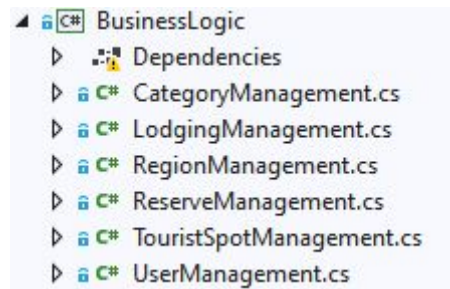 C# BusinessLogic
Dependencies
C# CategoryManagement.cs
C# LodgingManagement.cs
C# RegionManagement.cs
C# ReserveManagement.cs
C# TouristSpotManagement.cs
C# UserManagement.cs